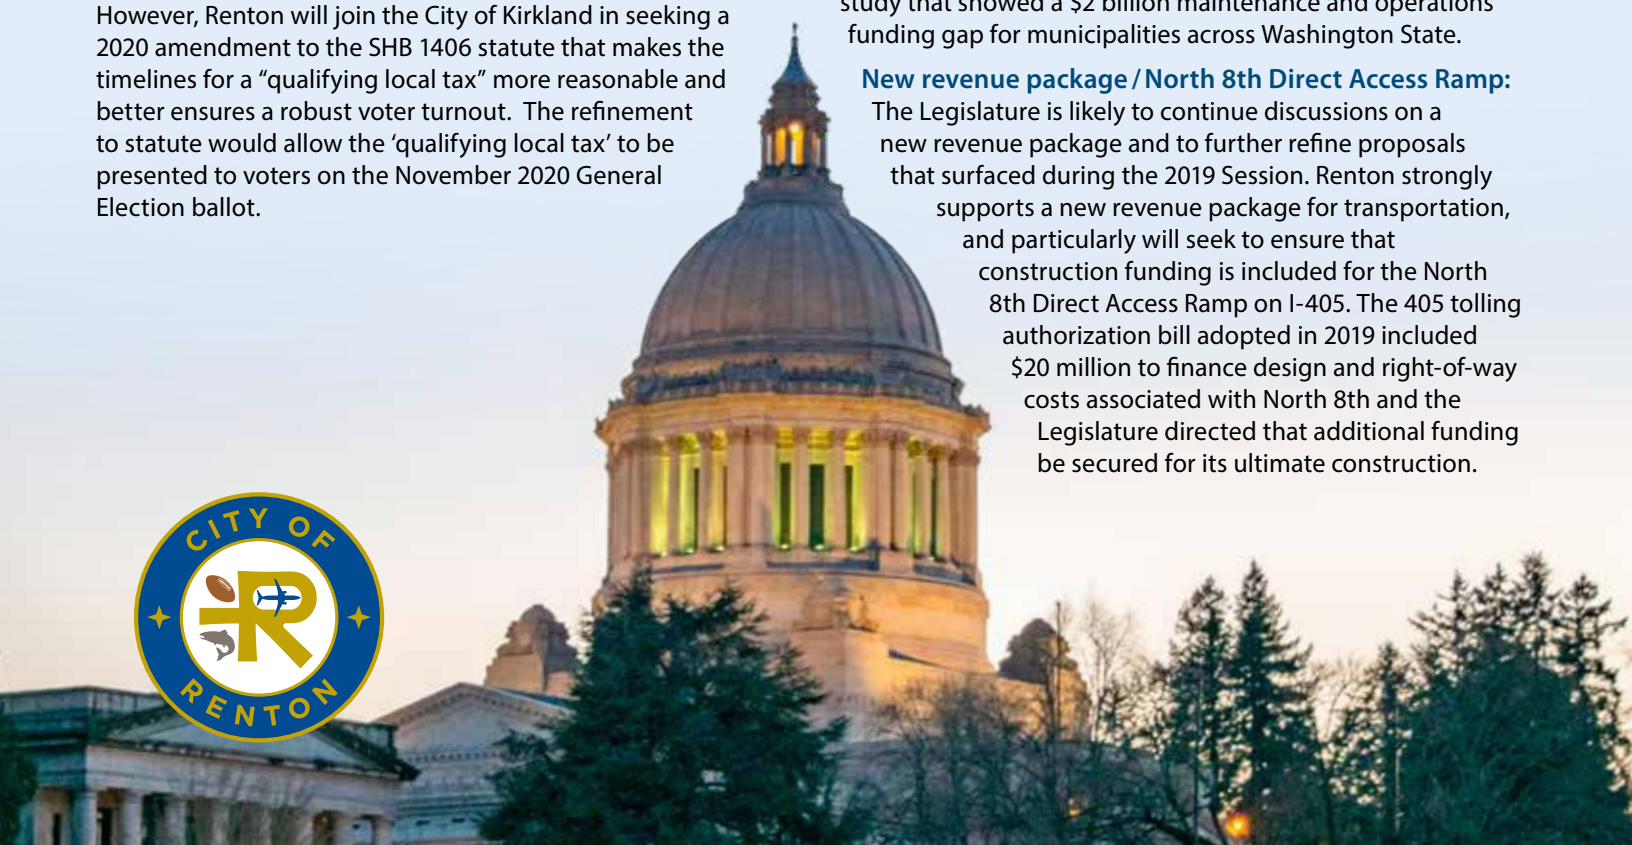 However, Renton will join the City of Kirkland in seeking a
2020 amendment to the SHB 1406 statute that makes the
timelines for a “qualifying local tax” more reasonable and
better ensures a robust voter turnout.  The refinement
to statute would allow the ‘qualifying local tax’ to be
presented to voters on the November 2020 General
Election ballot.
study that showed a $2 billion maintenance and operations
funding gap for municipalities across Washington State.
New revenue package / North 8th Direct Access Ramp:
The Legislature is likely to continue discussions on a
new revenue package and to further refine proposals
that surfaced during the 2019 Session. Renton strongly
supports a new revenue package for transportation,
and particularly will seek to ensure that
construction funding is included for the North
8th Direct Access Ramp on I-405. The 405 tolling
authorization bill adopted in 2019 included
$20 million to finance design and right-of-way
costs associated with North 8th and the
Legislature directed that additional funding
be secured for its ultimate construction.
CITY OF
R
RENTON